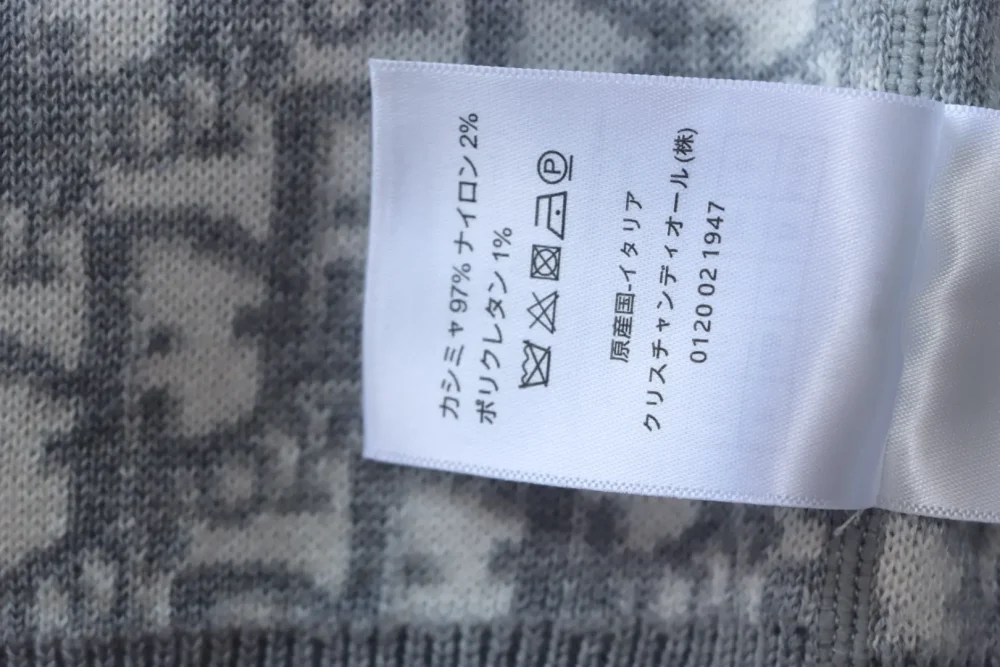 カシミヤ 97% ナイロン 2%
ポリウレタン 1%
P
原産国-イタリア
クリスチャンディオール (株)
0120 02 1947